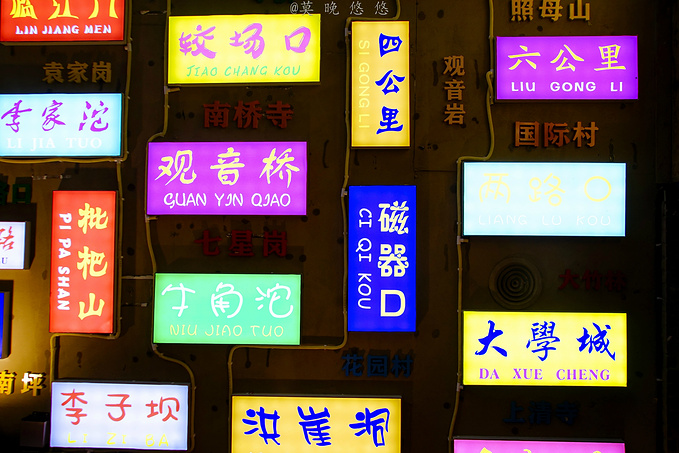 @莫晚悠悠
临江门
LIN JIANG MEN
较场口
JIAO CHANG KOU
四公里
SI GONG LI
照母山
袁家岗
观音岩
六公里
LIU GONG LI
李家沱
LI JIA TUO
南桥寺
国际村
观音桥
GUAN YIN QIAO
两路口
LIANG LU KOU
枇杷山
PI PA SHAN
磁器口
CI QI KOU
七星岗
牛角沱
NIU JIAO TUO
大學城
DA XUE CHENG
花园村
南坪
李子坝
LI ZI BA
上清寺
洪崖洞